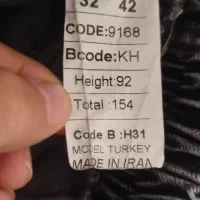 32 42
CODE:9168
Bcode:KH
Height:92
Total :154
Code B :H31
MODEL TURKEY
MADE IN IRAN